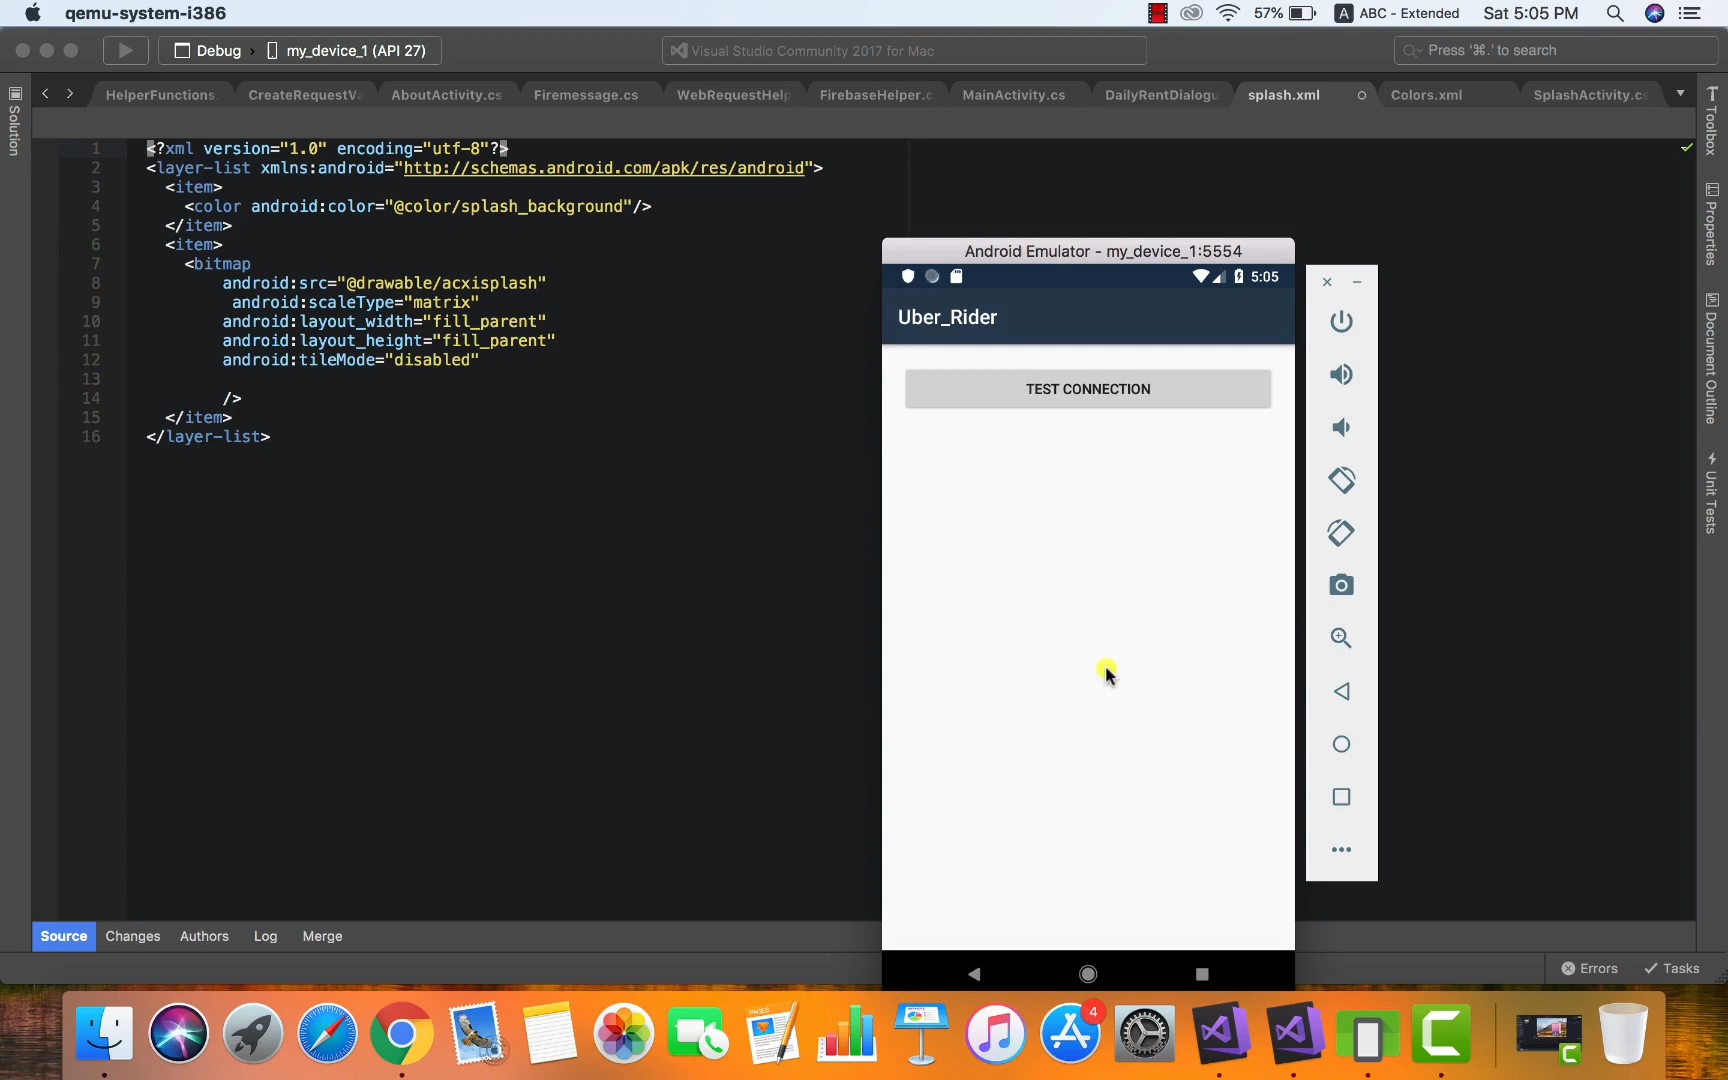 qemu-system-i386
57%
A ABC - Extended
Sat 5:05 PM
Debug
my_device_1 (API 27)
Visual Studio Community 2017 for Mac
Press '⌘.' to search
HelperFunctions.
CreateRequestVa
AboutActivity.cs
Firemessage.cs
WebRequestHelp
FirebaseHelper.c
MainActivity.cs
DailyRentDialogu
splash.xml
Colors.xml
SplashActivity.cs
Solution
Toolbox
Properties
Document Outline
Unit Tests
1 <?xml version="1.0" encoding="utf-8"?>
2 <layer-list xmlns:android="http://schemas.android.com/apk/res/android">
3 <item>
4 <color android:color="@color/splash_background"/>
5 </item>
6 <item>
7 <bitmap
8 android:src="@drawable/acxisplash"
9 android:scaleType="matrix"
10 android:layout_width="fill_parent"
11 android:layout_height="fill_parent"
12 android:tileMode="disabled"
13
14 />
15 </item>
16 </layer-list>
Android Emulator - my_device_1:5554
5:05
Uber_Rider
TEST CONNECTION
Source
Changes
Authors
Log
Merge
Errors
Tasks
PAGES
4